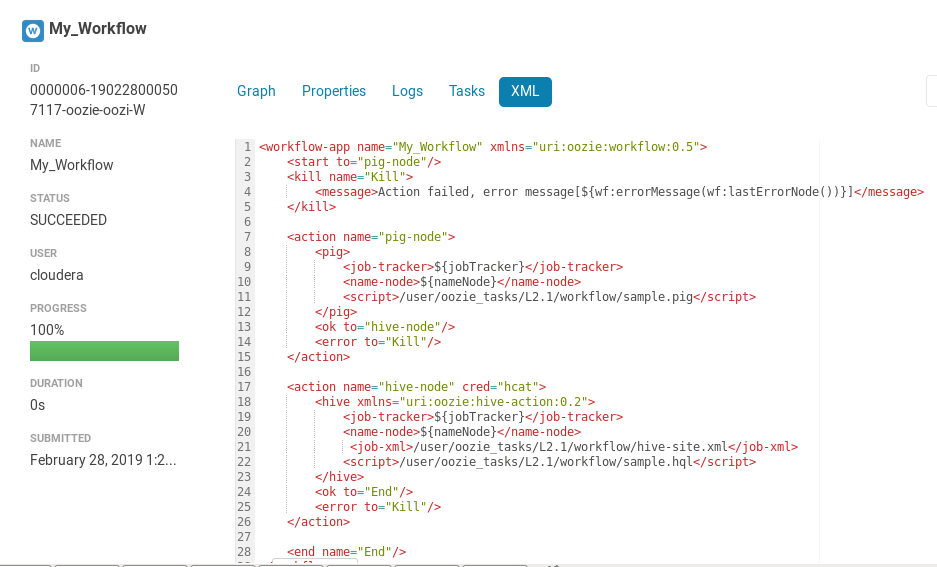 W My_Workflow
ID
0000006-19022800050
7117-oozie-oozi-W
NAME
My_Workflow
STATUS
SUCCEEDED
USER
cloudera
PROGRESS
100%
DURATION
0s
SUBMITTED
February 28, 2019 1:2...
Graph Properties Logs Tasks XML
1 <workflow-app name="My_Workflow" xmlns="uri:oozie:workflow:0.5">
2 <start to="pig-node"/>
3 <kill name="Kill">
4 <message>Action failed, error message[${wf:errorMessage(wf:lastErrorNode())}]</message>
5 </kill>
6
7 <action name="pig-node">
8 <pig>
9 <job-tracker>${jobTracker}</job-tracker>
10 <name-node>${nameNode}</name-node>
11 <script>/user/oozie_tasks/L2.1/workflow/sample.pig</script>
12 </pig>
13 <ok to="hive-node"/>
14 <error to="Kill"/>
15 </action>
16
17 <action name="hive-node" cred="hcat">
18 <hive xmlns="uri:oozie:hive-action:0.2">
19 <job-tracker>${jobTracker}</job-tracker>
20 <name-node>${nameNode}</name-node>
21 <job-xml>/user/oozie_tasks/L2.1/workflow/hive-site.xml</job-xml>
22 <script>/user/oozie_tasks/L2.1/workflow/sample.hql</script>
23 </hive>
24 <ok to="End"/>
25 <error to="Kill"/>
26 </action>
27
28 <end name="End"/>